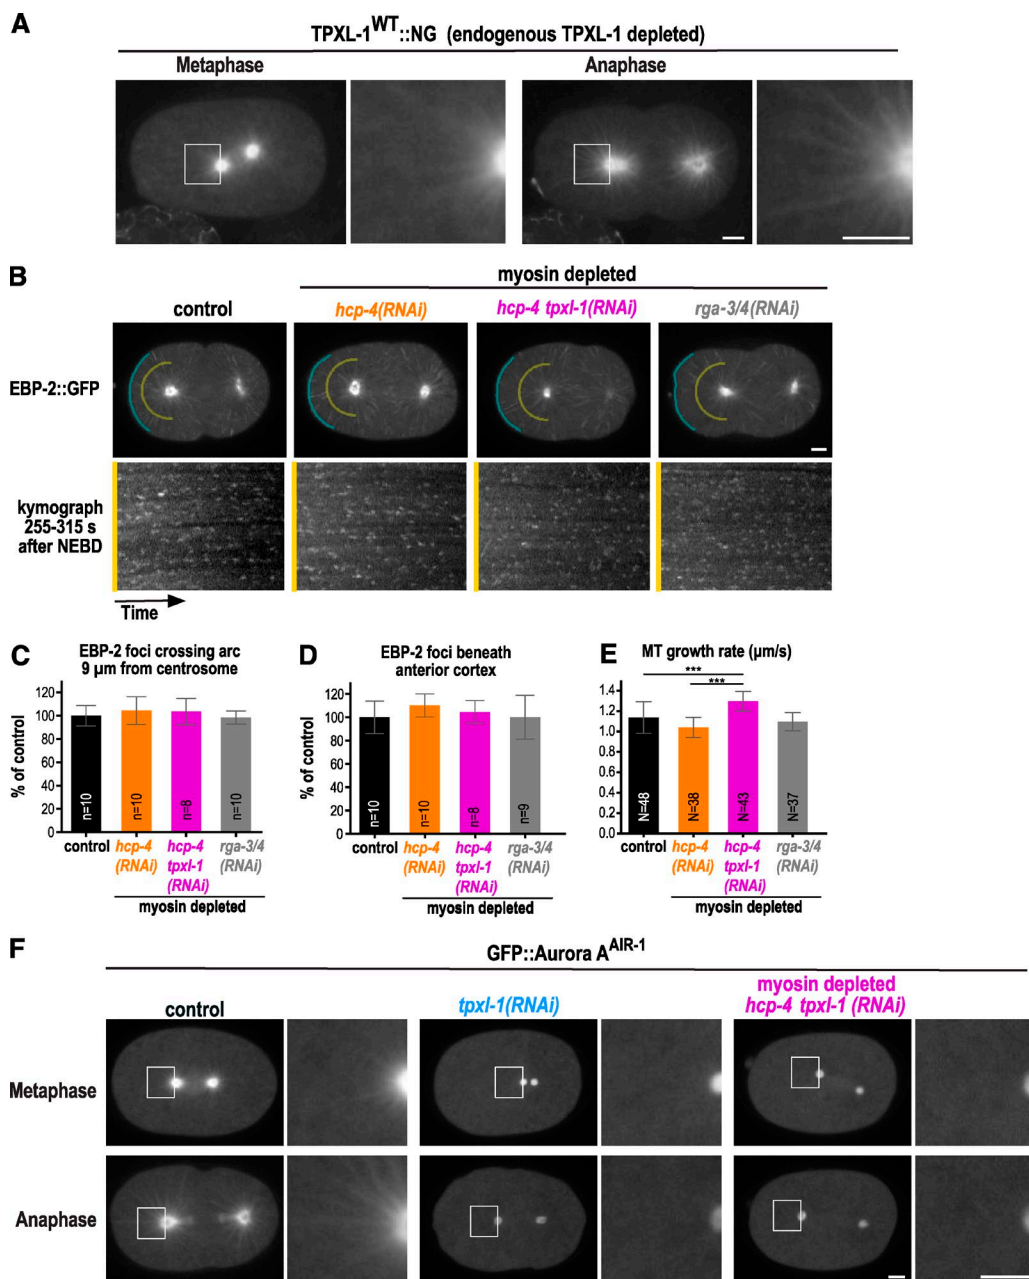 A
TPXL-1^WT::NG (endogenous TPXL-1 depleted)
Metaphase
Anaphase
B
myosin depleted
control
hcp-4(RNAi)
hcp-4 tpxl-1(RNAi)
rga-3/4(RNAi)
EBP-2::GFP
kymograph
255-315 s
after NEBD
Time
C
EBP-2 foci crossing arc
9 µm from centrosome
% of control
120
100
80
60
40
20
0
n=10
n=10
n=8
n=10
control
hcp-4
(RNAi)
hcp-4
tpxl-1
(RNAi)
rga-3/4
(RNAi)
myosin depleted
D
EBP-2 foci beneath
anterior cortex
% of control
120
100
80
60
40
20
0
n=10
n=10
n=8
n=9
control
hcp-4
(RNAi)
hcp-4
tpxl-1
(RNAi)
rga-3/4
(RNAi)
myosin depleted
E
MT growth rate (µm/s)
***
***
1.4
1.2
1.0
0.8
0.6
0.4
0.2
0.0
N=48
N=38
N=43
N=37
control
hcp-4
(RNAi)
hcp-4
tpxl-1
(RNAi)
rga-3/4
(RNAi)
myosin depleted
F
GFP::Aurora A^AIR-1
control
tpxl-1(RNAi)
myosin depleted
hcp-4 tpxl-1 (RNAi)
Metaphase
Anaphase